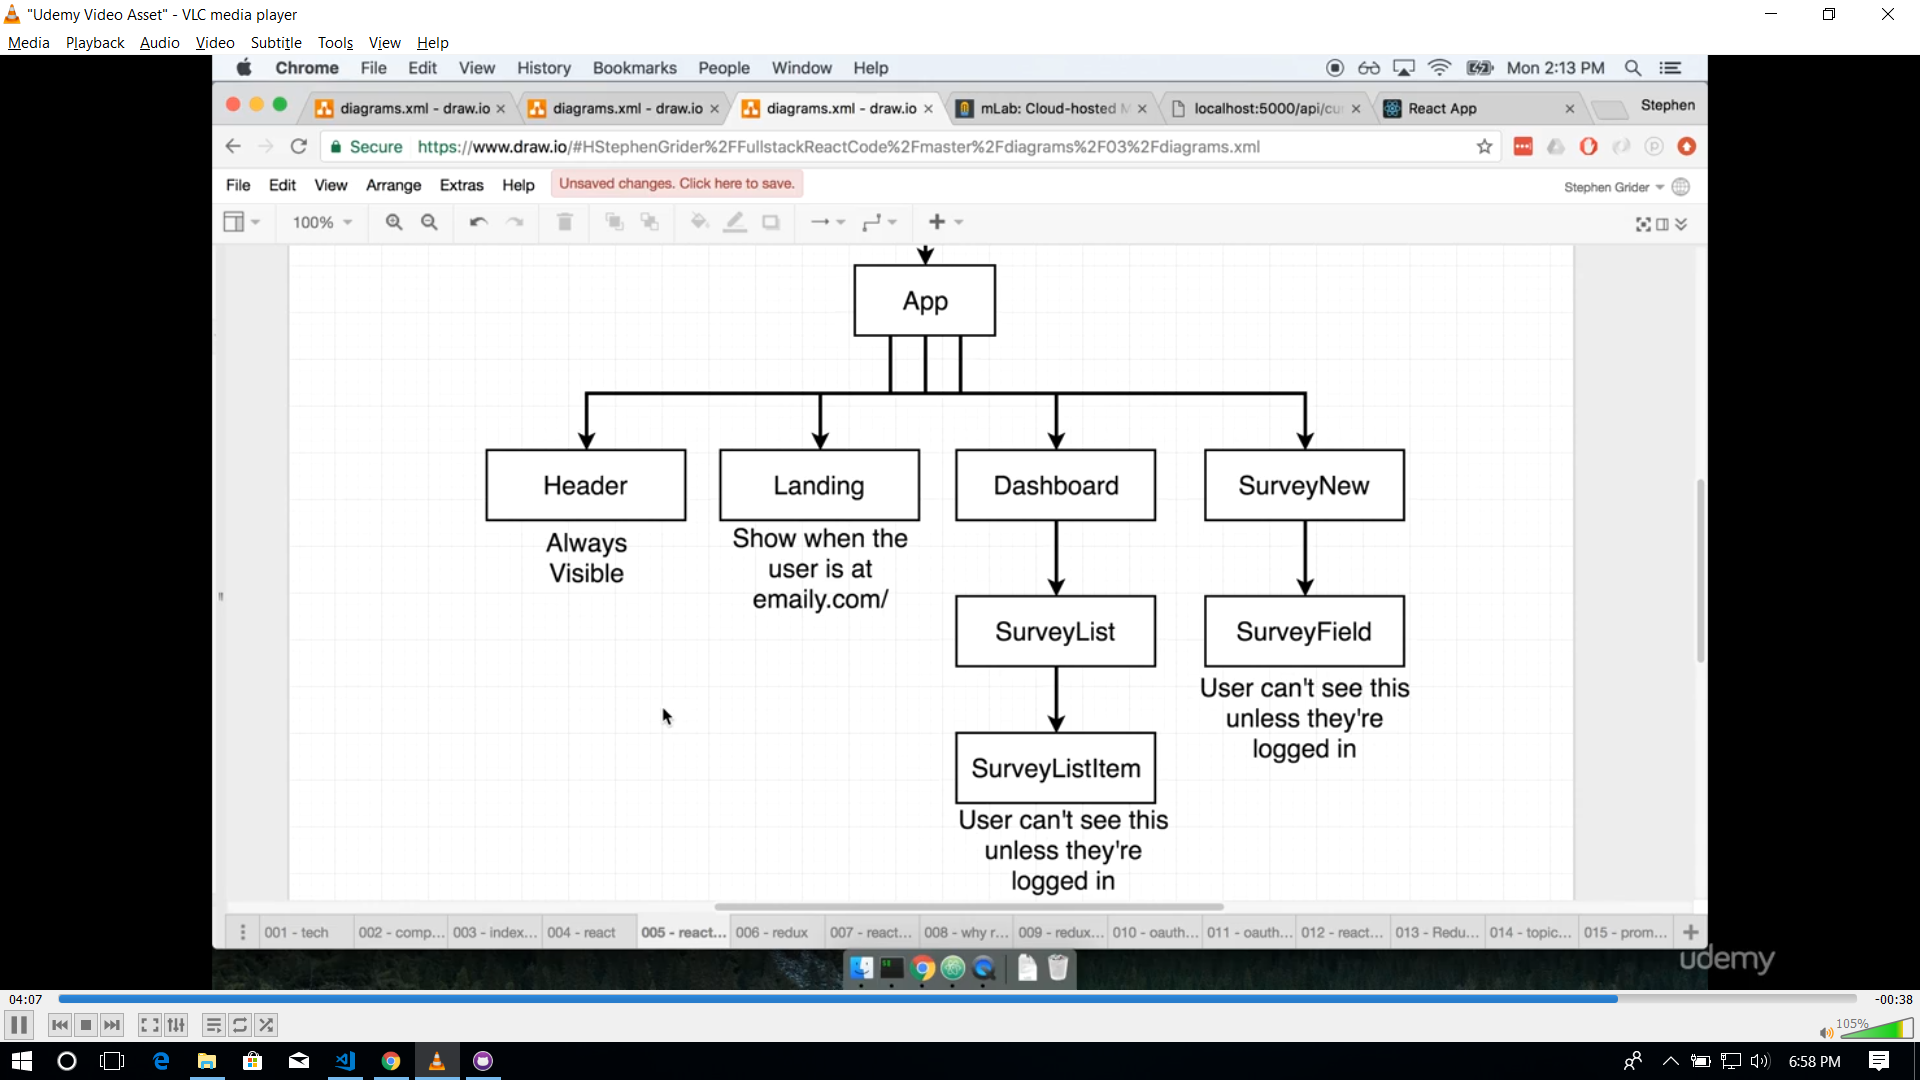 "Udemy Video Asset" - VLC media player
Media Playback Audio Video Subtitle Tools View Help
Chrome File Edit View History Bookmarks People Window Help Mon 2:13 PM
diagrams.xml - draw.io diagrams.xml - draw.io diagrams.xml - draw.io mLab: Cloud-hosted M localhost:5000/api/cu React App Stephen
Secure https://www.draw.io/#HStephenGrider%2FFullstackReactCode%2Fmaster%2Fdiagrams%2F03%2Fdiagrams.xml
File Edit View Arrange Extras Help Unsaved changes. Click here to save. Stephen Grider
100%
App
Header Landing Dashboard SurveyNew
Always
Visible
Show when the
user is at
emaily.com/
SurveyList SurveyField
User can't see this
unless they're
logged in
SurveyListItem
User can't see this
unless they're
logged in
001 - tech 002 - comp... 003 - index... 004 - react 005 - react... 006 - redux 007 - react... 008 - why r... 009 - redux... 010 - oauth... 011 - oauth... 012 - react... 013 - Redu... 014 - topic... 015 - prom...
udemy
04:07 -00:38
105%
6:58 PM